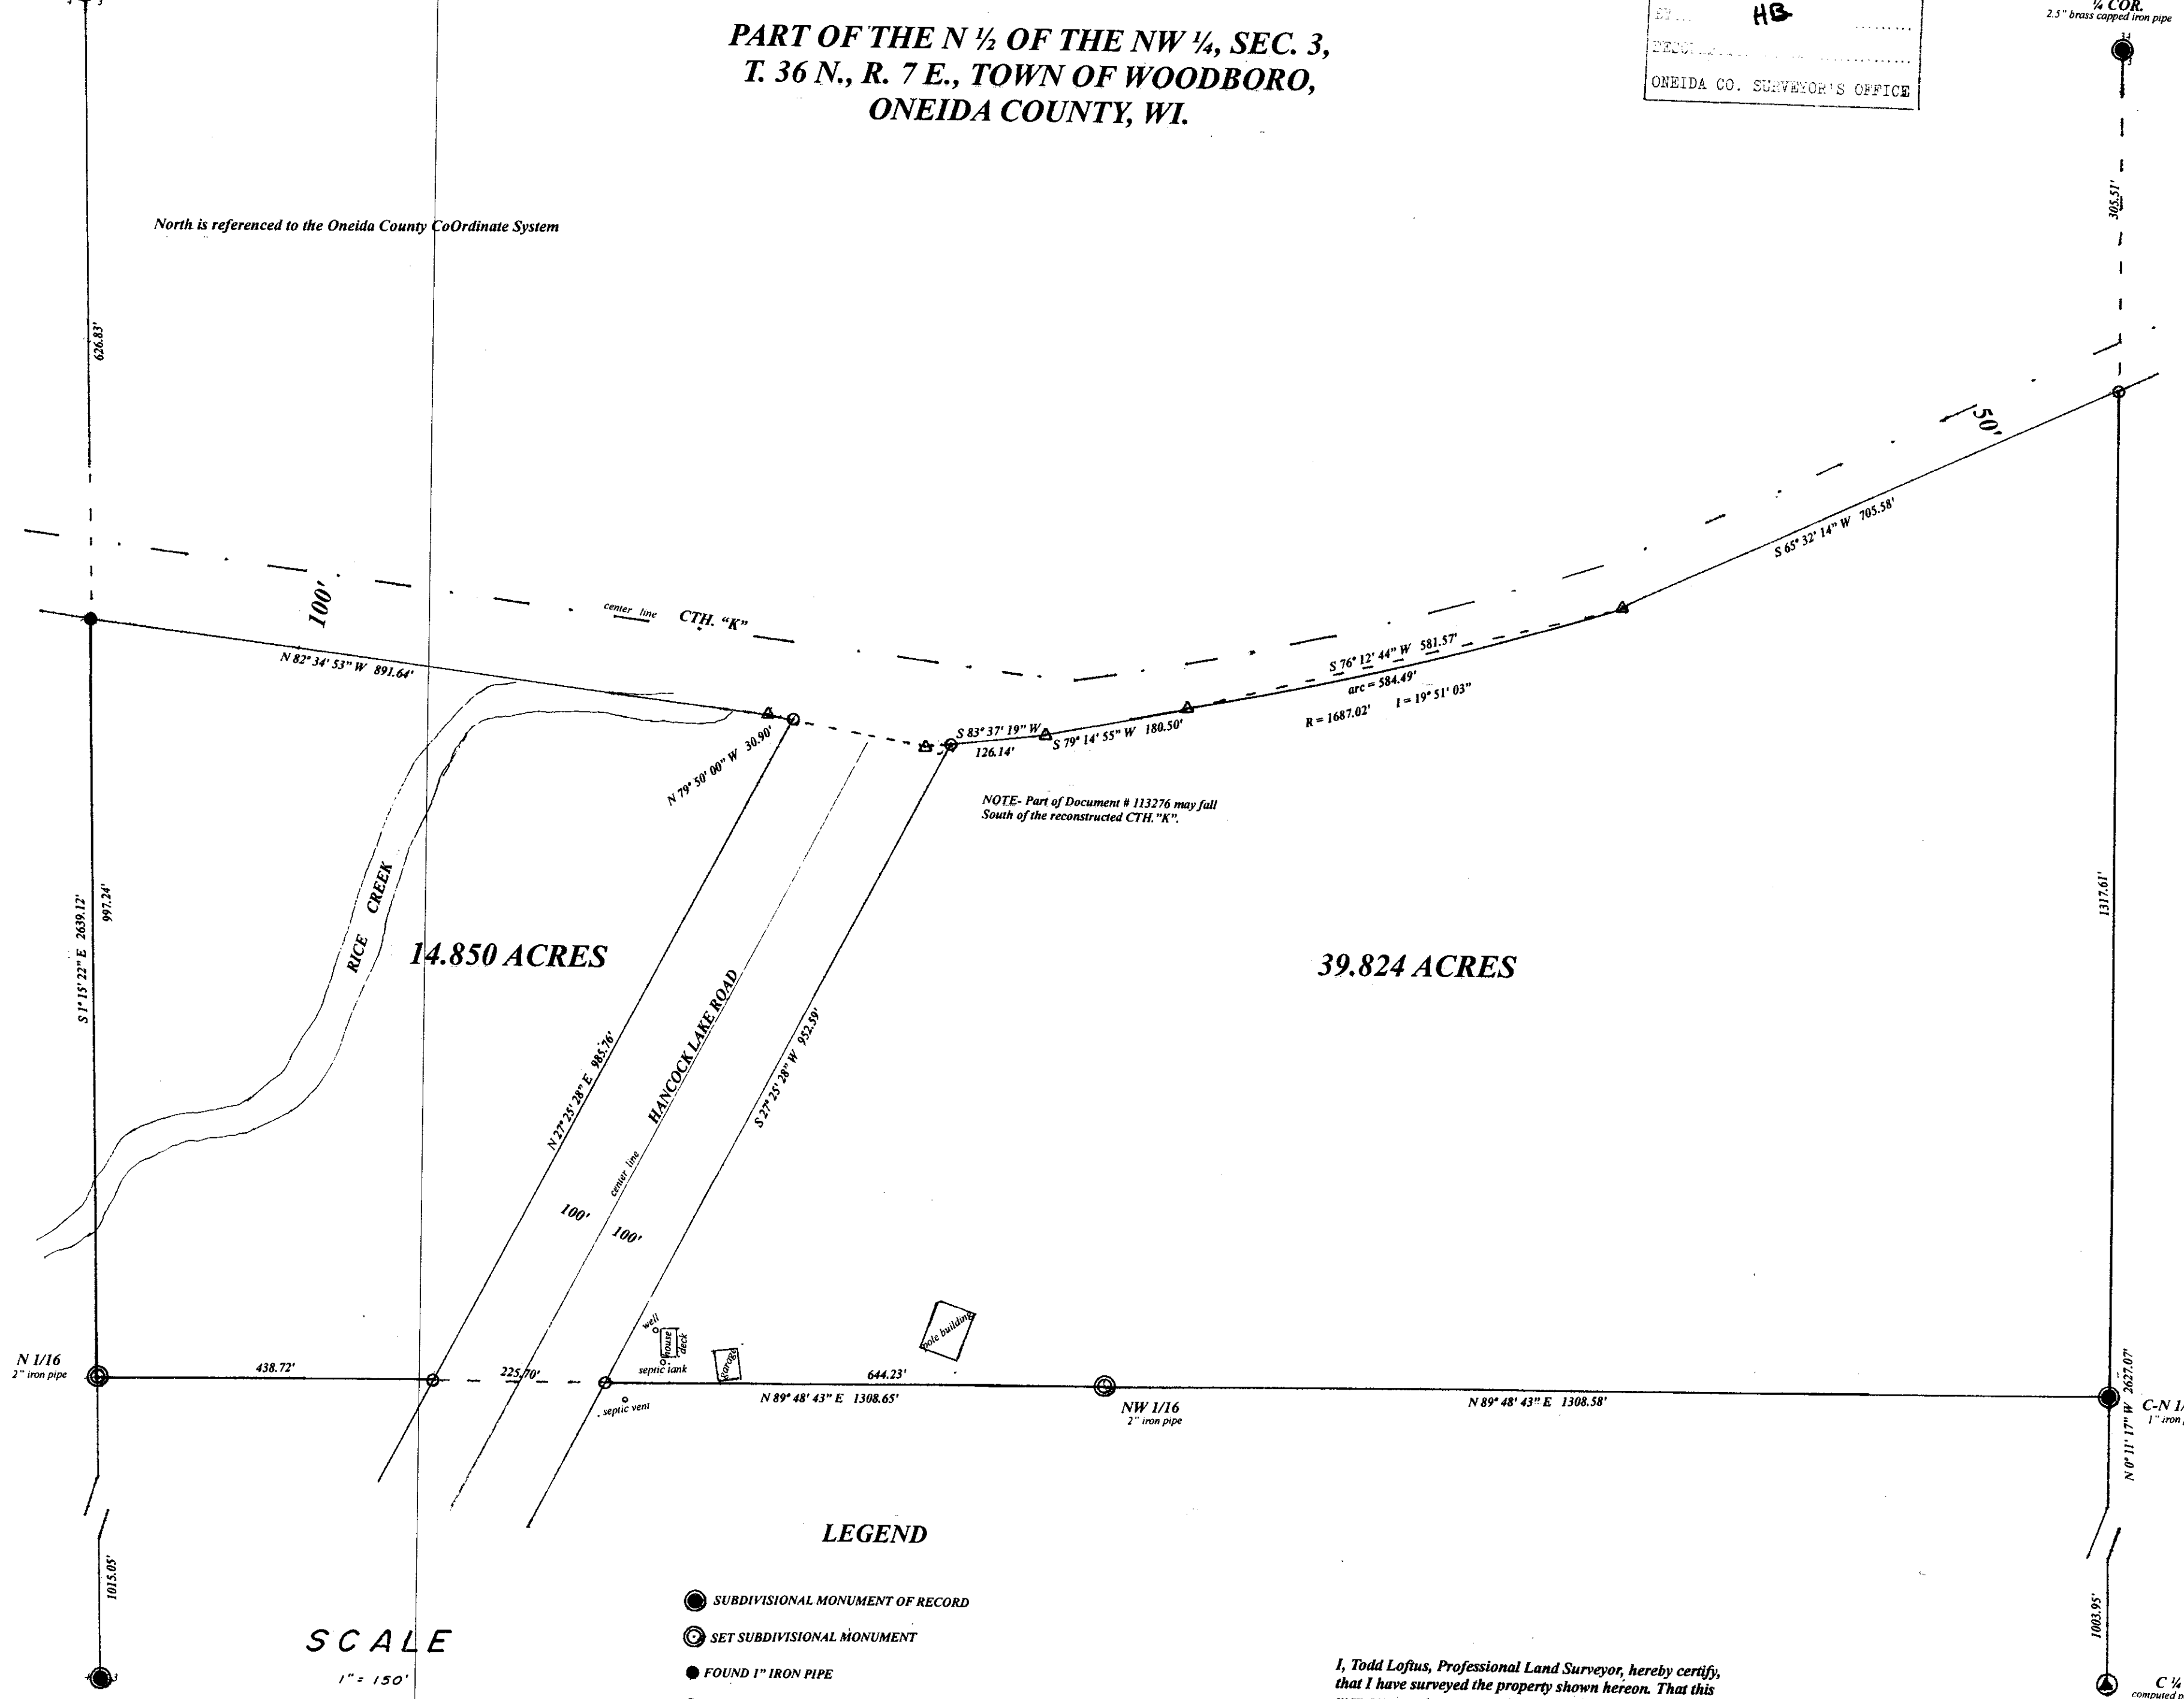 PART OF THE N ½ OF THE NW ¼, SEC. 3,
T. 36 N., R. 7 E., TOWN OF WOODBORO,
ONEIDA COUNTY, WI.
HB
ONEIDA CO. SURVEYOR'S OFFICE
¼ COR.
2.5" brass capped iron pipe
305.51'
North is referenced to the Oneida County CoOrdinate System
626.83'
50'
S 65° 32' 14" W 705.58'
100'
center line CTH. "K"
N 82° 34' 53" W 891.64'
S 76° 12' 44" W 581.57'
arc = 584.49'
R = 1687.02' I = 19° 51' 03"
S 83° 37' 19" W
126.14'
S 79° 14' 55" W 180.50'
N 79° 50' 00" W 30.90'
NOTE- Part of Document # 113276 may fall
South of the reconstructed CTH."K".
RICE CREEK
S 1° 15' 22" E 2639.12'
997.24'
1317.61'
14.850 ACRES
39.824 ACRES
N 27° 25' 28" E 985.76'
HANCOCK LAKE ROAD
center line
S 27° 25' 28" W 952.59'
100'
100'
well
house
deck
septic tank
garage
pole building
septic vent
N 1/16
2" iron pipe
438.72'
225.70'
644.23'
N 89° 48' 43" E 1308.65'
NW 1/16
2" iron pipe
N 89° 48' 43" E 1308.58'
N 0° 11' 17" W 2627.07'
C-N 1/
1" iron
1015.05'
1003.95'
LEGEND
SUBDIVISIONAL MONUMENT OF RECORD
SET SUBDIVISIONAL MONUMENT
FOUND 1" IRON PIPE
SCALE
1" = 150'
I, Todd Loftus, Professional Land Surveyor, hereby certify,
that I have surveyed the property shown hereon. That this
C ¼
computed p